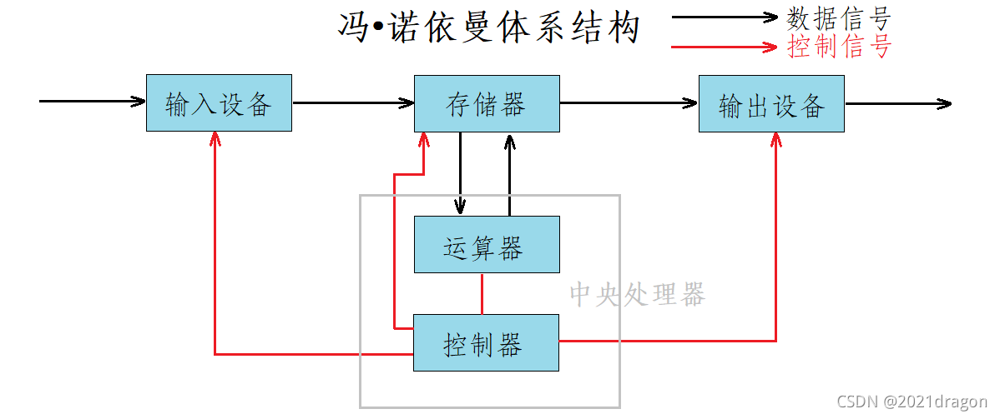 冯•诺依曼体系结构
数据信号
控制信号
输入设备
存储器
输出设备
运算器
中央处理器
控制器
CSDN @2021dragon